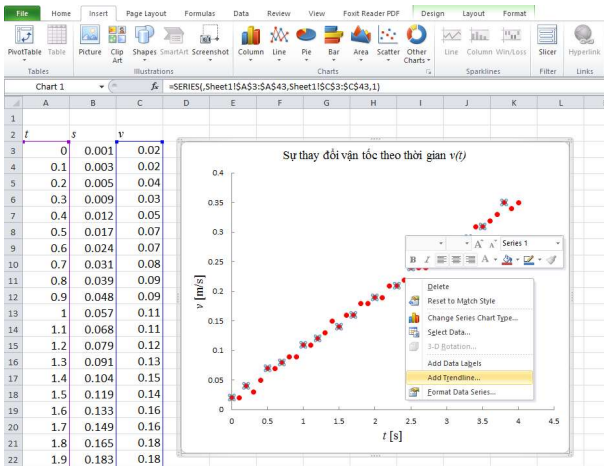 File Home Insert Page Layout Formulas Data Review View Foxit Reader PDF Design Layout Format
PivotTable Table Picture Clip Art Shapes SmartArt Screenshot Column Line Pie Bar Area Scatter Other Charts Line Column Win/Loss Slicer Hyperlink
Tables Illustrations Charts Sparklines Filter Links
Chart 1 fx =SERIES(,Sheet1!$A$3:$A$43,Sheet1!$C$3:$C$43,1)
A B C D E F G H I J K L
1
2 t s v
3 0 0.001 0.02
4 0.1 0.003 0.02
5 0.2 0.005 0.04
6 0.3 0.009 0.03
7 0.4 0.012 0.05
8 0.5 0.017 0.07
9 0.6 0.024 0.07
10 0.7 0.031 0.08
11 0.8 0.039 0.09
12 0.9 0.048 0.09
13 1 0.057 0.11
14 1.1 0.068 0.11
15 1.2 0.079 0.12
16 1.3 0.091 0.13
17 1.4 0.104 0.15
18 1.5 0.119 0.14
19 1.6 0.133 0.16
20 1.7 0.149 0.16
21 1.8 0.165 0.18
22 1.9 0.183 0.18
Sự thay đổi vận tốc theo thời gian v(t)
0.4
0.35
0.3
0.25
0.2
0.15
0.1
0.05
0
v [m/s]
0 0.5 1 1.5 2 2.5 3 3.5 4 4.5
t [s]
A A Series 1
B I A
Delete
Reset to Match Style
Change Series Chart Type...
Select Data...
3-D Rotation...
Add Data Labels
Add Trendline...
Format Data Series...